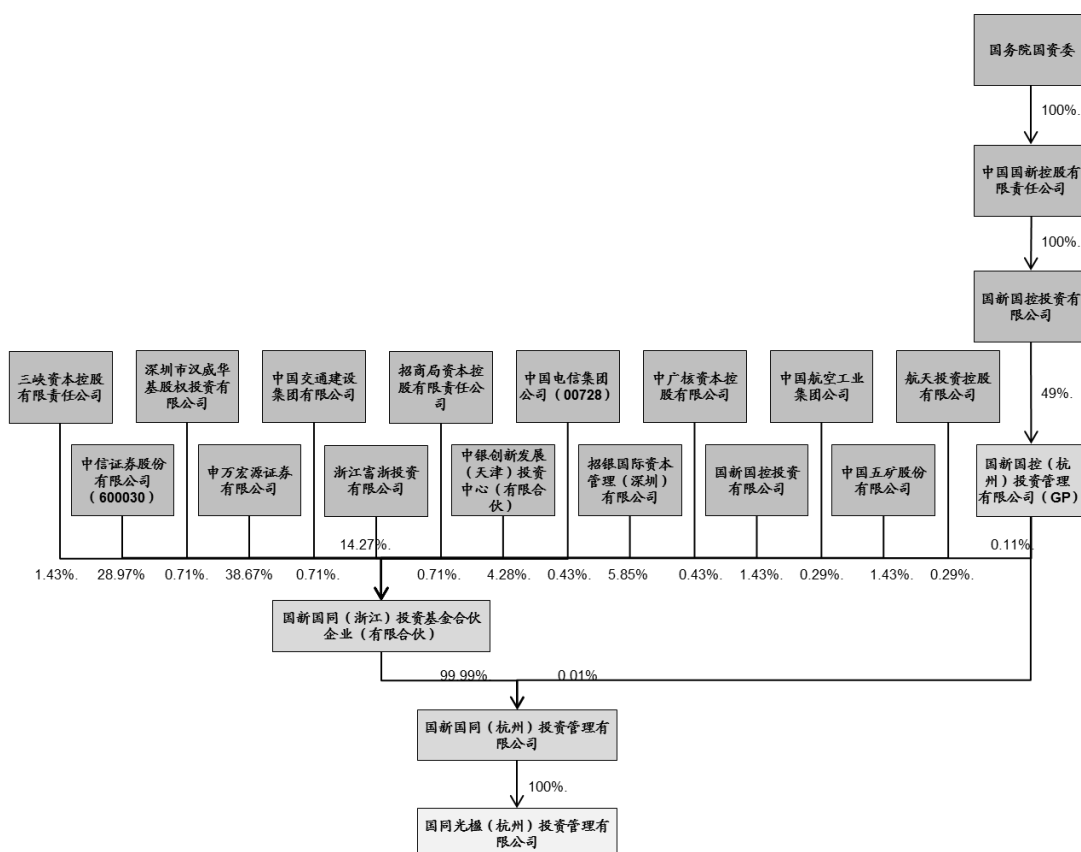 国务院国资委
100%.
中国国新控股有
限责任公司
100%.
国新国控投资有
限公司
三峡资本控股
有限责任公司
深圳市汉威华
基股权投资有
限公司
中国交通建设
集团有限公司
招商局资本控
股有限责任公
司
中国电信集团
公司（00728）
中广核资本控
股有限公司
中国航空工业
集团公司
航天投资控股
有限公司
49%.
中信证券股份
有限公司
（600030）
申万宏源证券
有限公司
浙江富浙投资
有限公司
中银创新发展
（天津）投资
中心（有限合
伙）
招银国际资本
管理（深圳）
有限公司
国新国控投资
有限公司
中国五矿股份
有限公司
国新国控（杭
州）投资管理
有限公司（GP）
14.27%.
0.11%.
1.43%.
28.97%
0.71%.
38.67%
0.71%.
0.71%.
4.28%.
0.43%.
5.85%
0.43%.
1.43%.
0.29%.
1.43%.
0.29%.
国新国同（浙江）投资基金合伙
企业（有限合伙）
99.99%.
0.01%
国新国同（杭州）投资管理有
限公司
100%.
国同光楹（杭州）投资管理有
限公司